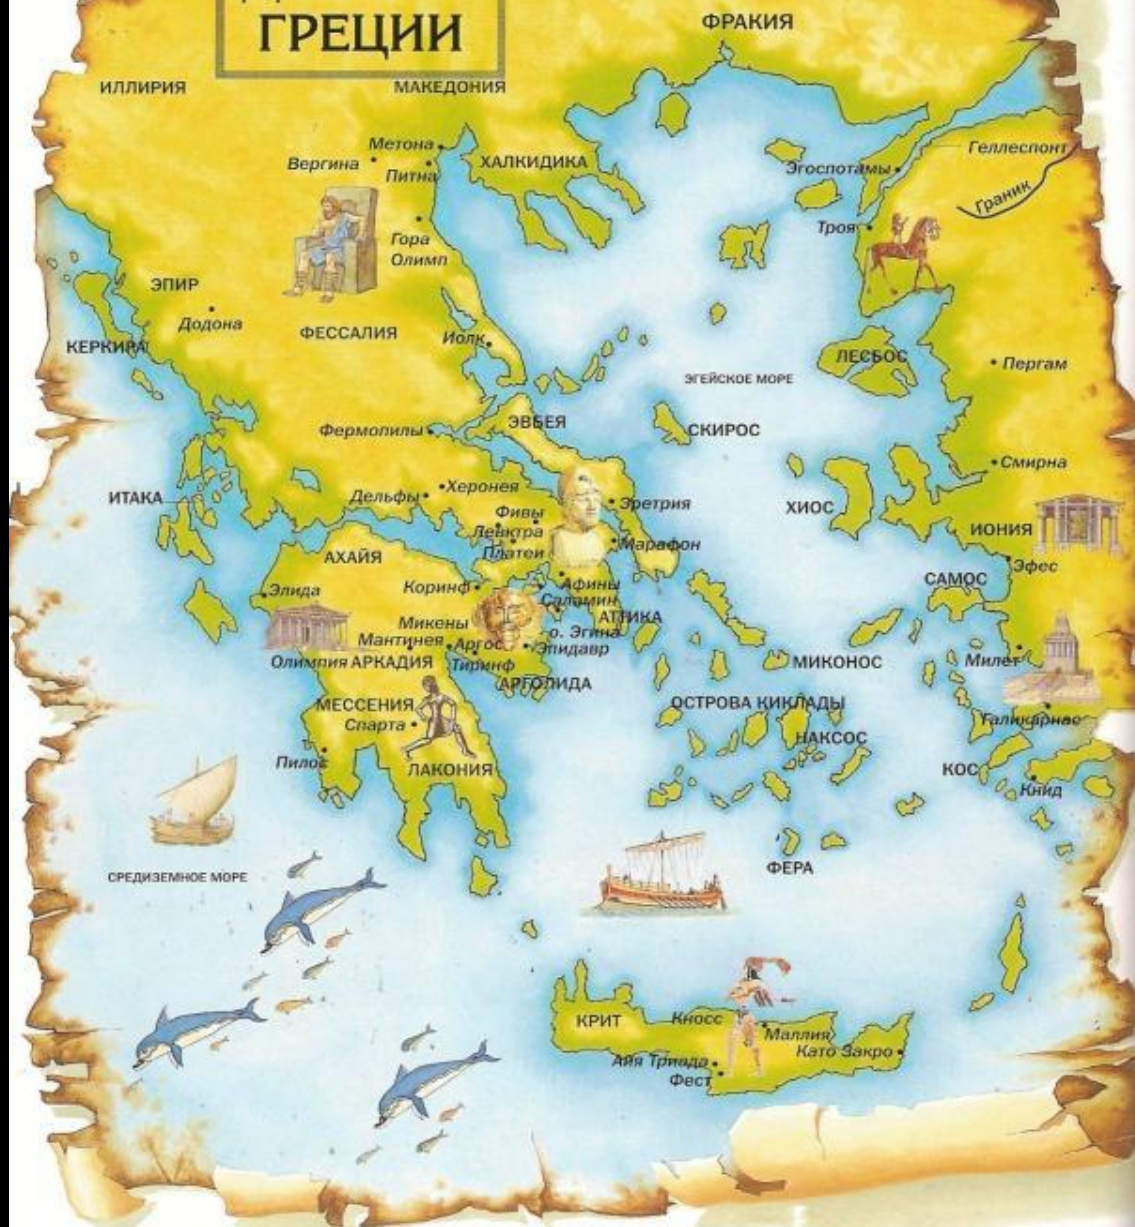 ГРЕЦИИ
ФРАКИЯ
ИЛЛИРИЯ
МАКЕДОНИЯ
Метона
Вергина
Питна
ХАЛКИДИКА
Геллеспонт
Эгоспотамы
Граник
Троя
Гора
Олимп
ЭПИР
Додона
ФЕССАЛИЯ
Иолк
КЕРКИРА
ЛЕСБОС
Пергам
ЭГЕЙСКОЕ МОРЕ
ЭВБЕЯ
СКИРОС
Фермопилы
Смирна
ИТАКА
Дельфы
Херонея
Фивы
Эретрия
ХИОС
Левктра
Платеи
Марафон
ИОНИЯ
АХАЙЯ
Эфес
Элида
Коринф
Афины
САМОС
Саламин
АТТИКА
Микены
о. Эгина
Мантинея
Аргос
Эпидавр
Олимпия
АРКАДИЯ
Тиринф
МИКОНОС
Милет
АРГОЛИДА
МЕССЕНИЯ
ОСТРОВА КИКЛАДЫ
Спарта
Галикарнас
НАКСОС
Пилос
ЛАКОНИЯ
КОС
Книд
ФЕРА
СРЕДИЗЕМНОЕ МОРЕ
КРИТ
Кносс
Маллия
Като Закро
Айя Триада
Фест